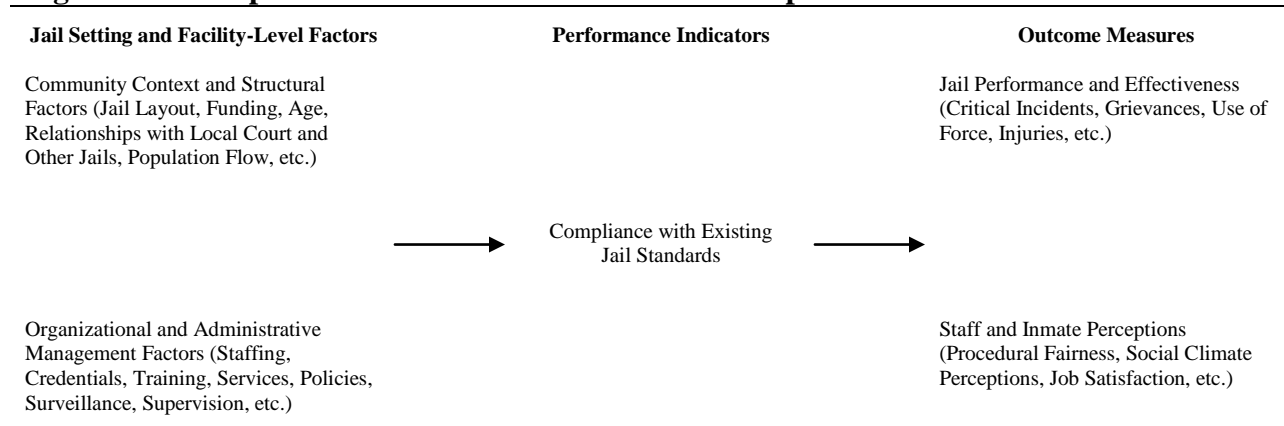 Jail Setting and Facility-Level Factors
Performance Indicators
Outcome Measures
Community Context and Structural
Factors (Jail Layout, Funding, Age,
Relationships with Local Court and
Other Jails, Population Flow, etc.)
Jail Performance and Effectiveness
(Critical Incidents, Grievances, Use of
Force, Injuries, etc.)
Compliance with Existing
Jail Standards
Organizational and Administrative
Management Factors (Staffing,
Credentials, Training, Services, Policies,
Surveillance, Supervision, etc.)
Staff and Inmate Perceptions
(Procedural Fairness, Social Climate
Perceptions, Job Satisfaction, etc.)